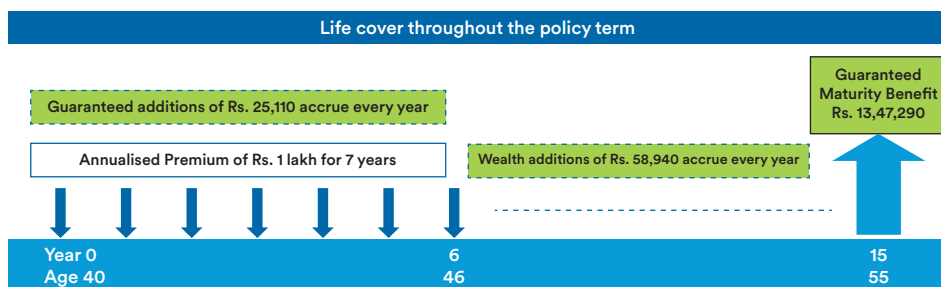 Life cover throughout the policy term
Guaranteed
Maturity Benefit
Rs. 13,47,290
Guaranteed additions of Rs. 25,110 accrue every year
Annualised Premium of Rs. 1 lakh for 7 years
Wealth additions of Rs. 58,940 accrue every year
Year 0 6 15
Age 40 46 55